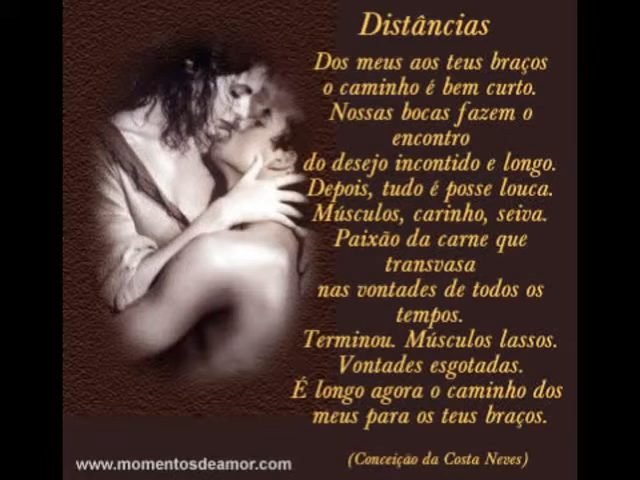 Distâncias
Dos meus aos teus braços
o caminho é bem curto.
Nossas bocas fazem o
encontro
do desejo incontido e longo.
Depois, tudo é posse louca.
Músculos, carinho, seiva.
Paixão da carne que
transvasa
nas vontades de todos os
tempos.
Terminou. Músculos lassos.
Vontades esgotadas.
É longo agora o caminho dos
meus para os teus braços.
(Conceição da Costa Neves)
www.momentosdeamor.com